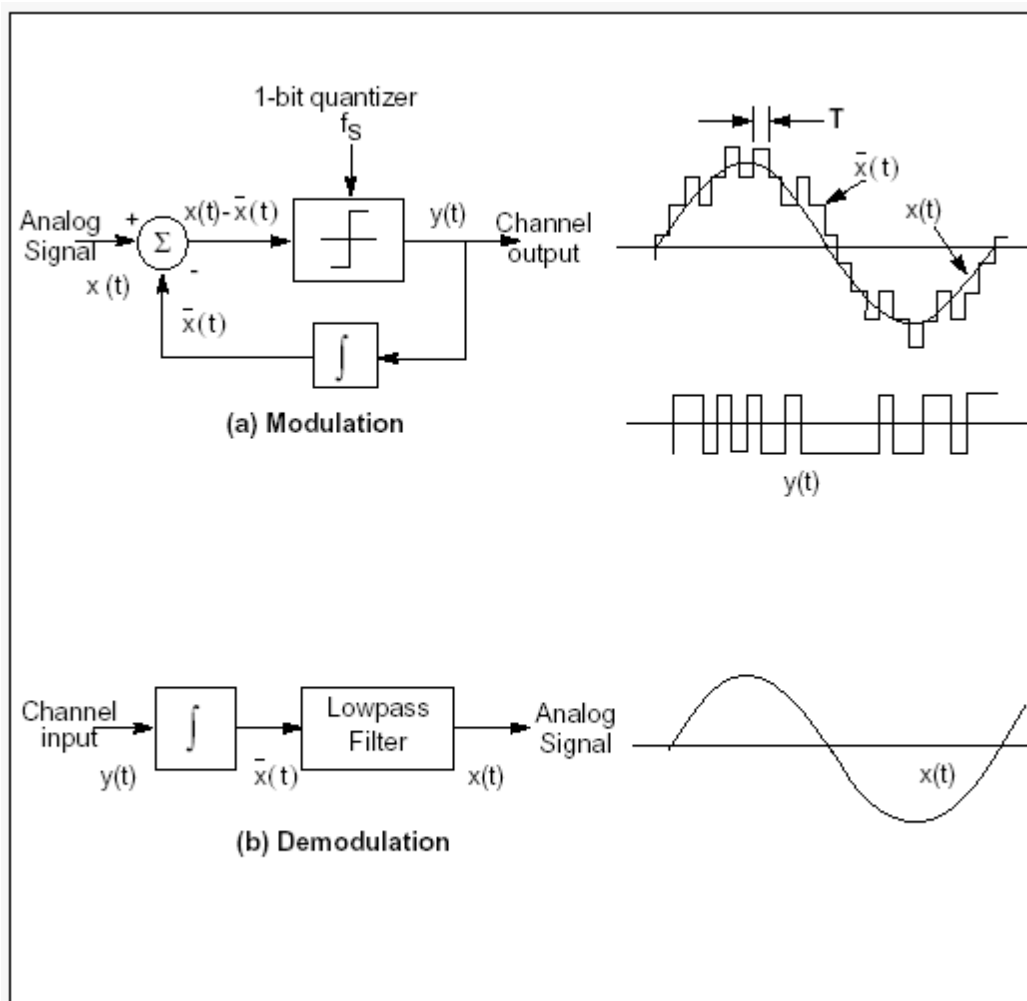 1-bit quantizer
fS
T
x̄(t)
x(t)
Analog
Signal
x (t)
+
Σ
-
x(t)-x̄(t)
y(t)
Channel
output
x̄(t)
∫
(a) Modulation
y(t)
Channel
input
y(t)
∫
x̄(t)
Lowpass
Filter
x(t)
Analog
Signal
x(t)
(b) Demodulation